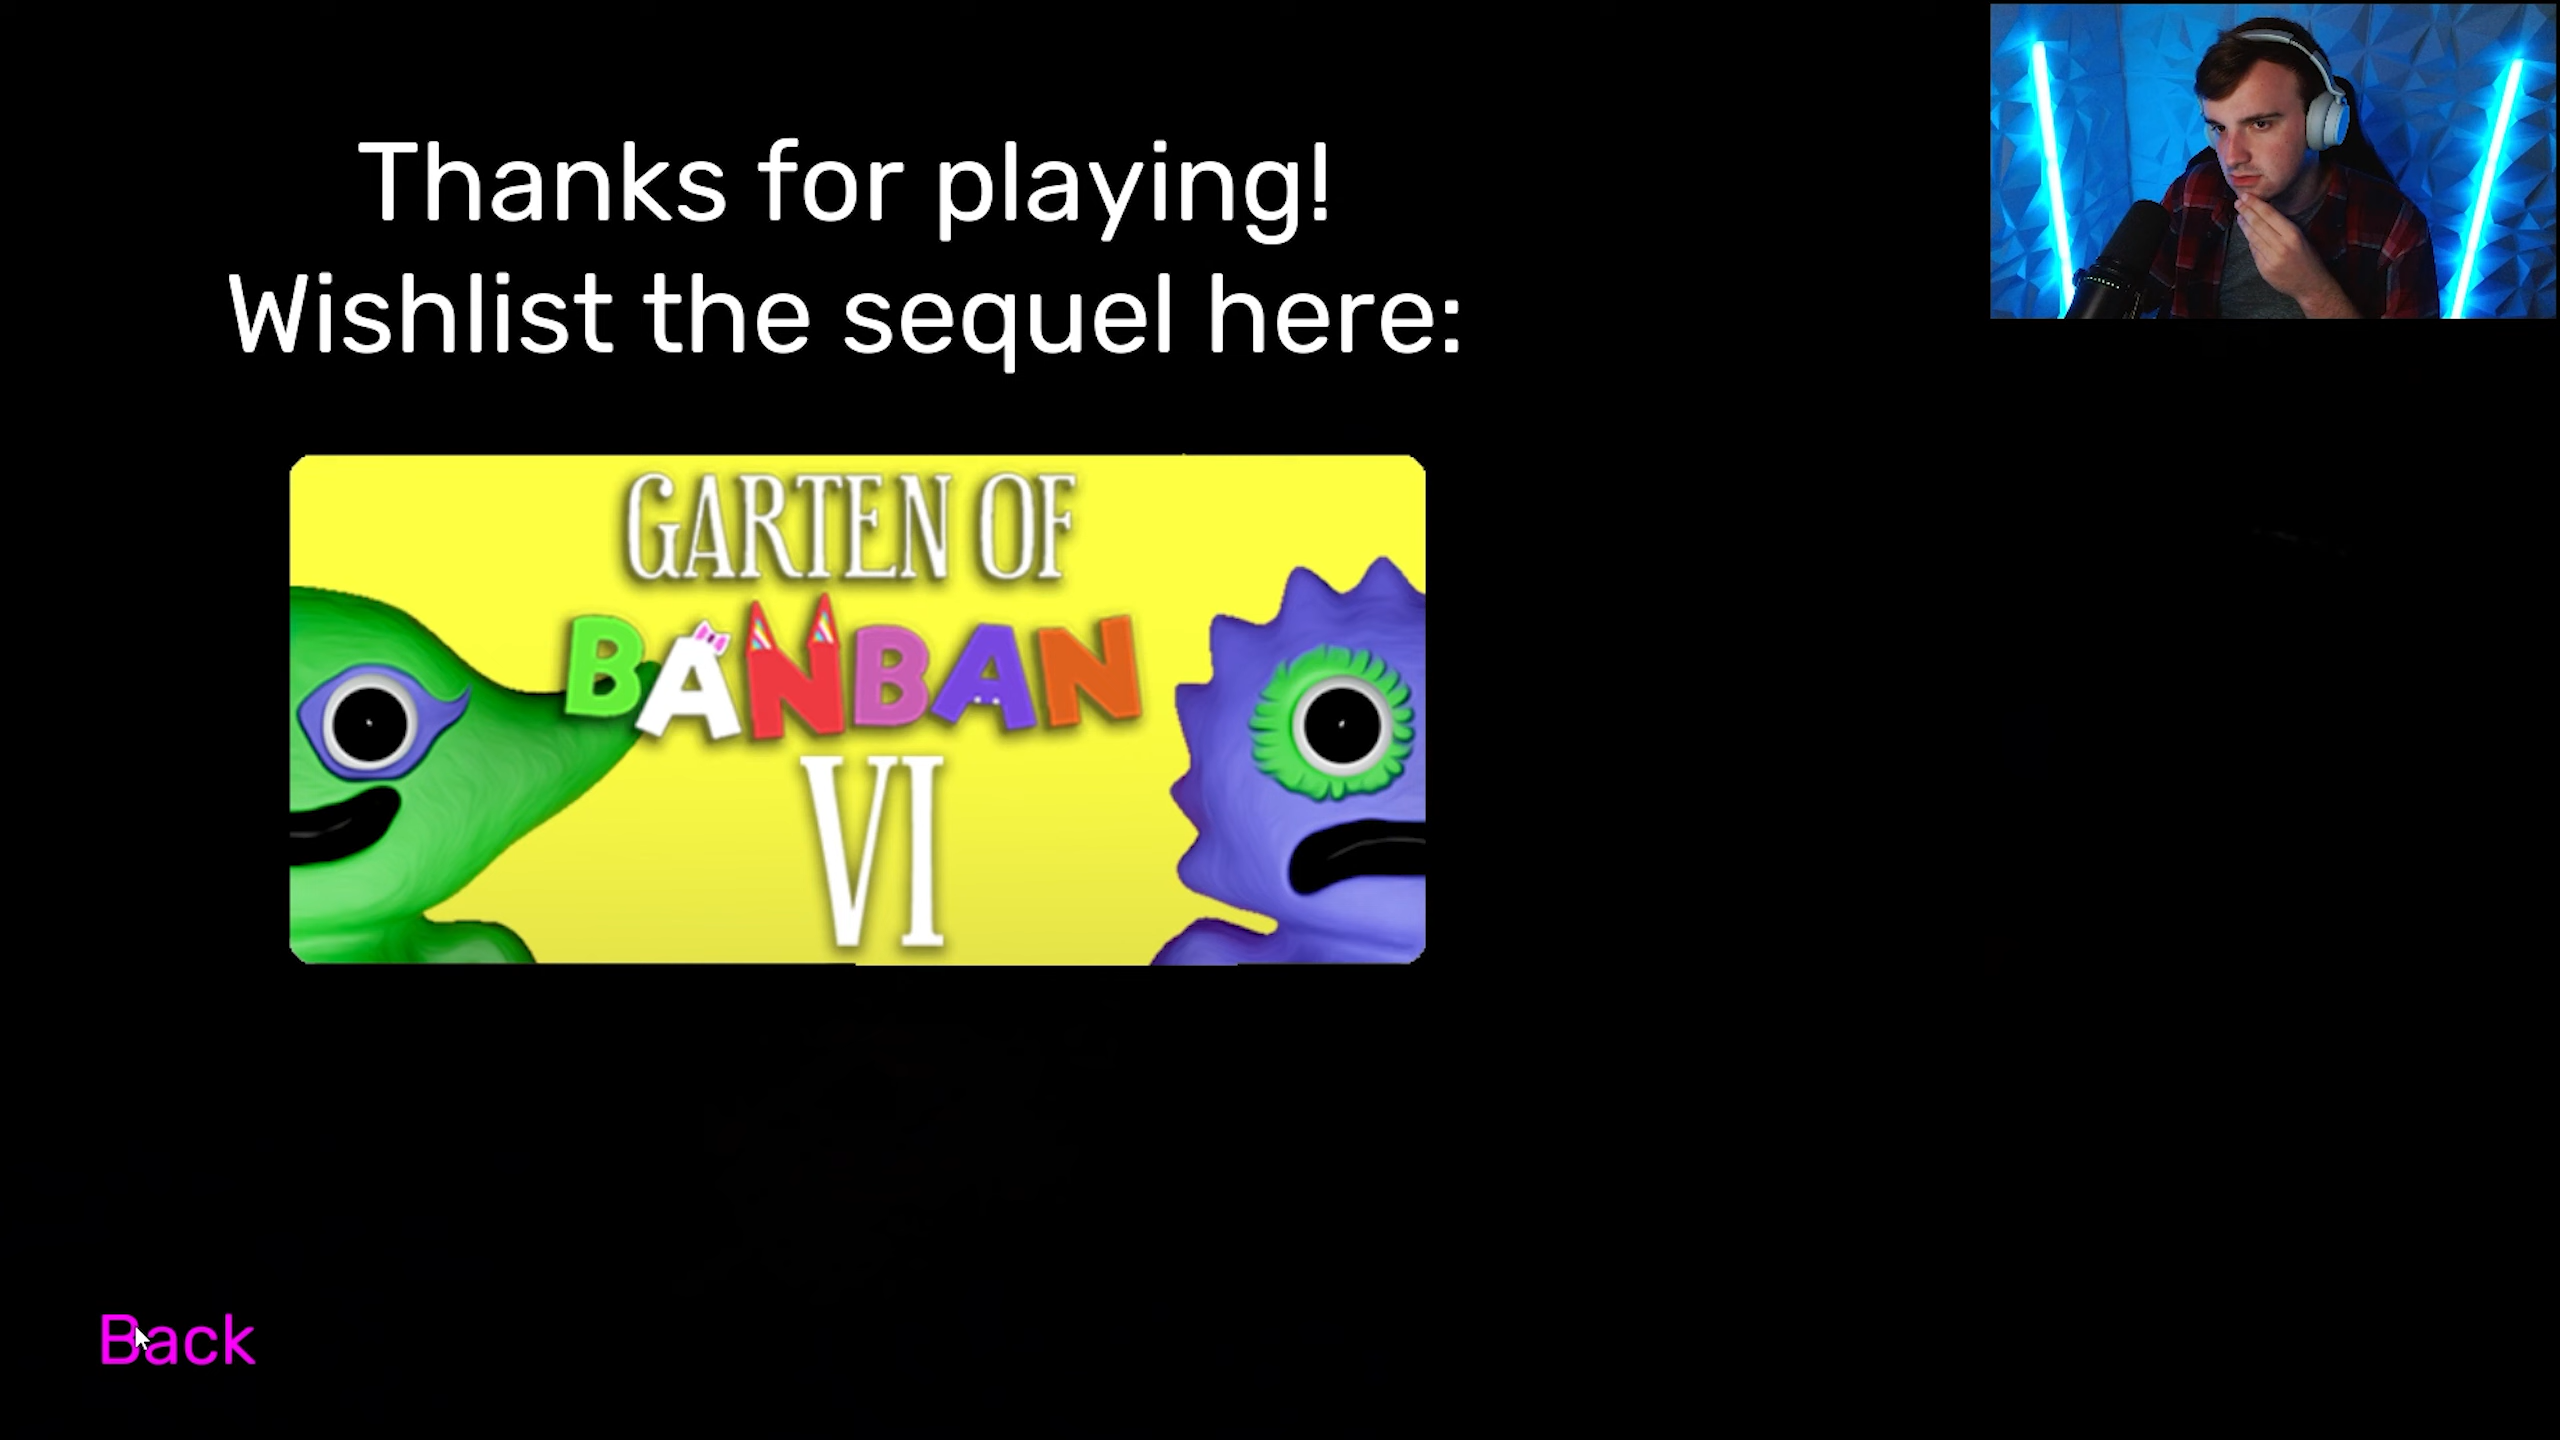 Thanks for playing!
Wishlist the sequel here:
GARTEN OF
BANBAN
VI
Back